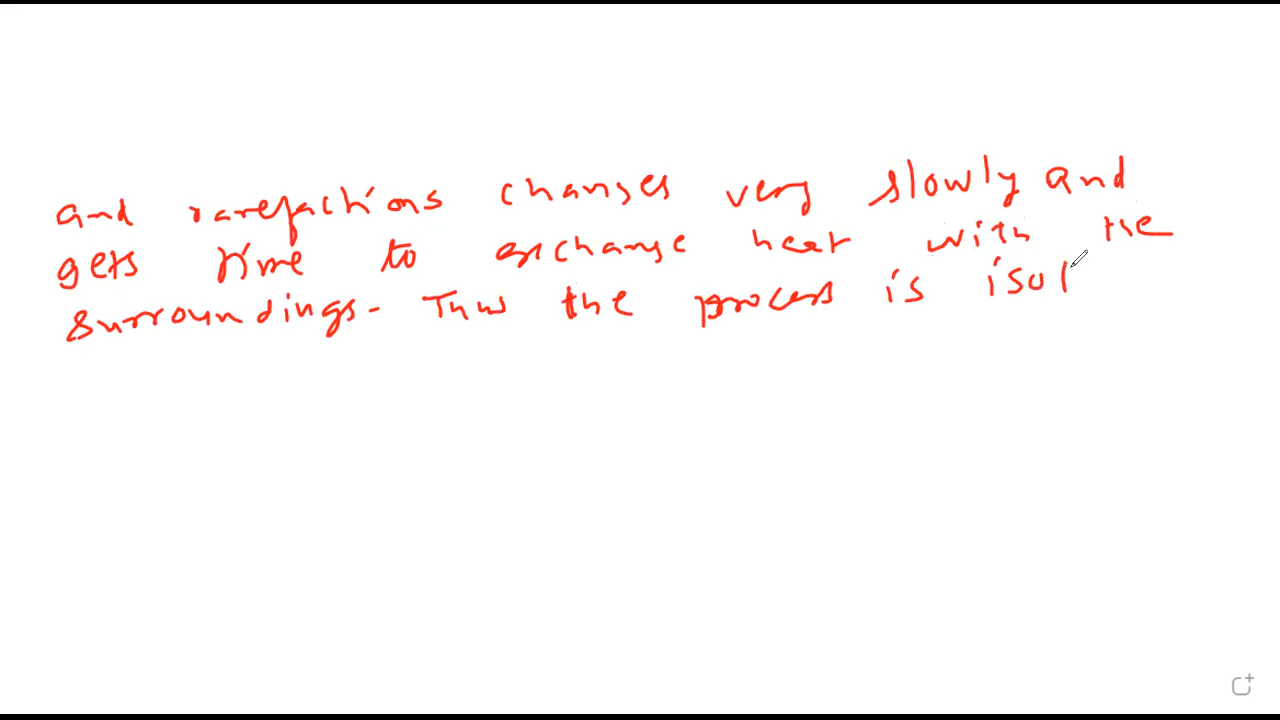 and rarefactions changes very slowly and
gets time to exchange heat with the
surroundings. Thus the process is isol